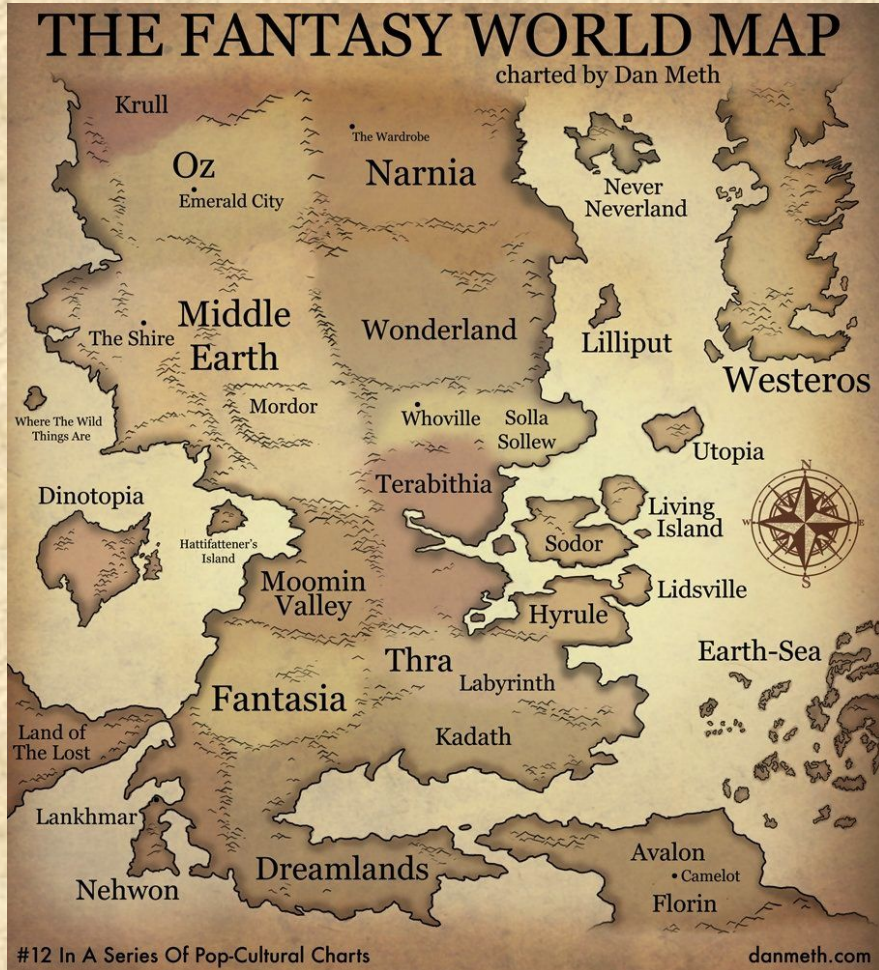 THE FANTASY WORLD MAP
charted by Dan Meth
Krull
The Wardrobe
Oz
Narnia
Emerald City
Never
Neverland
Middle
Earth
The Shire
Wonderland
Lilliput
Westeros
Mordor
Where The Wild
Things Are
Whoville
Solla
Sollew
Utopia
Terabithia
Dinotopia
Hattifattener's
Island
Living
Island
Sodor
N
W
E
S
Moomin
Valley
Hyrule
Lidsville
Thra
Labyrinth
Earth-Sea
Fantasia
Kadath
Land of
The Lost
Lankhmar
Nehwon
Dreamlands
Avalon
Camelot
Florin
#12 In A Series Of Pop-Cultural Charts
danmeth.com